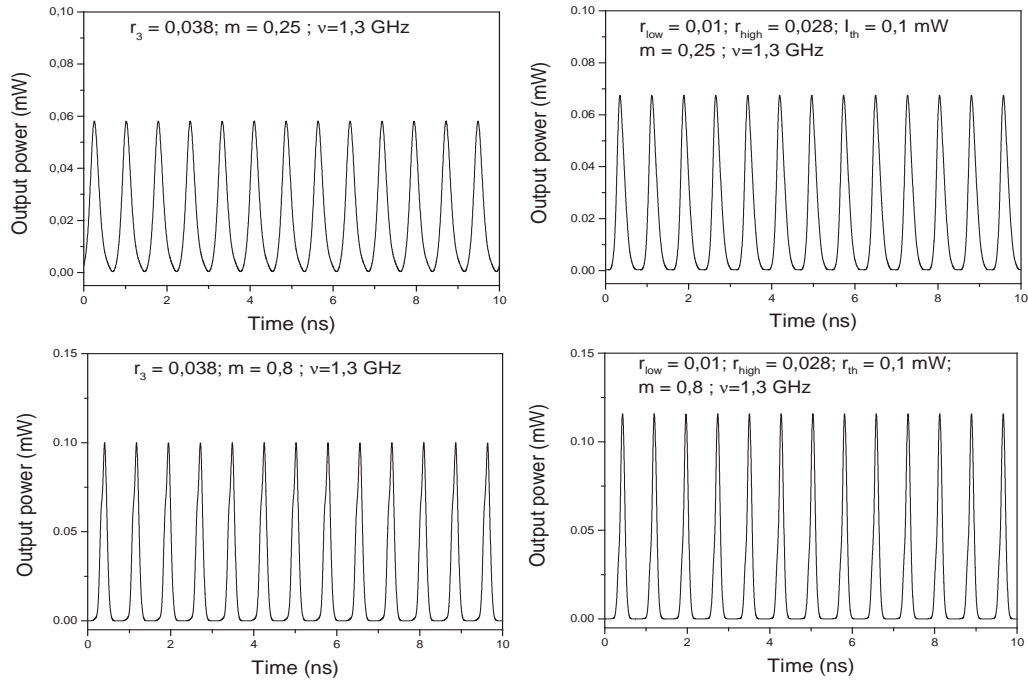 r3 = 0,038; m = 0,25 ; ν=1,3 GHz
Output power (mW)
0,10
0,08
0,06
0,04
0,02
0,00
0 2 4 6 8 10
Time (ns)
rlow = 0,01; rhigh = 0,028; Ith = 0,1 mW
m = 0,25 ; ν=1,3 GHz
Output power (mW)
0.10
0.08
0.06
0.04
0.02
0.00
0 2 4 6 8 10
Time (ns)
r3 = 0,038; m = 0,8 ; ν=1,3 GHz
Output power (mW)
0.15
0.10
0.05
0.00
0 2 4 6 8 10
Time (ns)
rlow = 0,01; rhigh = 0,028; rth = 0,1 mW;
m = 0,8 ; ν=1,3 GHz
Output power (mW)
0.15
0.10
0.05
0.00
0 2 4 6 8 10
Time (ns)